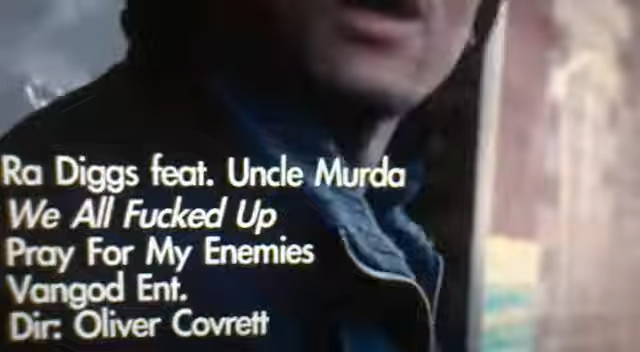 Ra Diggs feat. Uncle Murda
We All Fucked Up
Pray For My Enemies
Vangod Ent.
Dir: Oliver Covrett